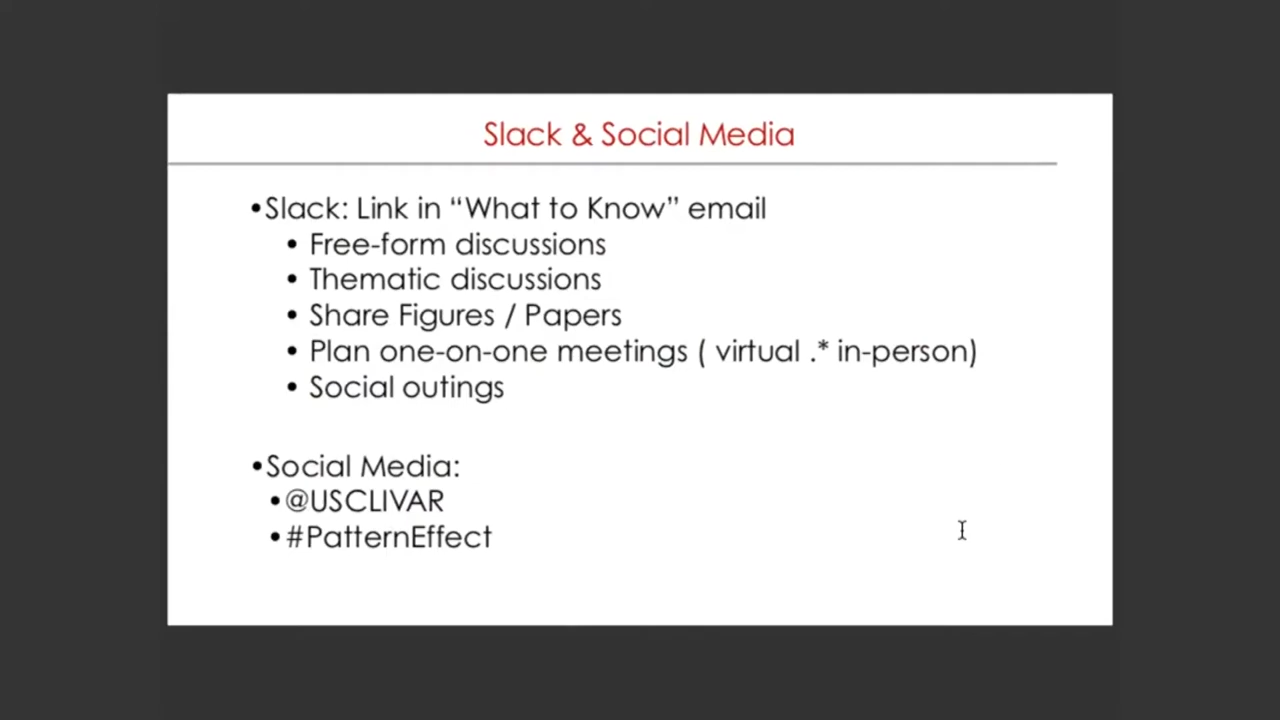 Slack & Social Media
•Slack: Link in “What to Know” email
• Free-form discussions
• Thematic discussions
• Share Figures / Papers
• Plan one-on-one meetings ( virtual .* in-person)
• Social outings
•Social Media:
•@USCLIVAR
•#PatternEffect